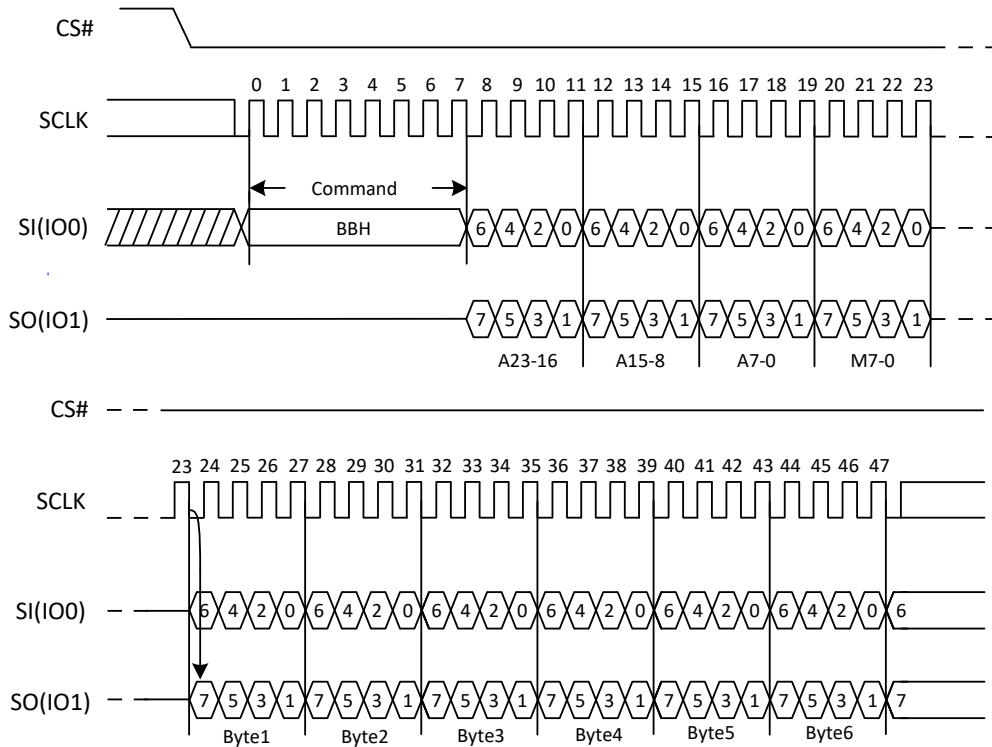 CS#
0 1 2 3 4 5 6 7 8 9 10 11 12 13 14 15 16 17 18 19 20 21 22 23
SCLK
Command
SI(IO0) BBH 6 4 2 0 6 4 2 0 6 4 2 0 6 4 2 0
SO(IO1) 7 5 3 1 7 5 3 1 7 5 3 1 7 5 3 1
A23-16 A15-8 A7-0 M7-0
CS#
23 24 25 26 27 28 29 30 31 32 33 34 35 36 37 38 39 40 41 42 43 44 45 46 47
SCLK
SI(IO0) 6 4 2 0 6 4 2 0 6 4 2 0 6 4 2 0 6 4 2 0 6 4 2 0 6
SO(IO1) 7 5 3 1 7 5 3 1 7 5 3 1 7 5 3 1 7 5 3 1 7 5 3 1 7
Byte1 Byte2 Byte3 Byte4 Byte5 Byte6